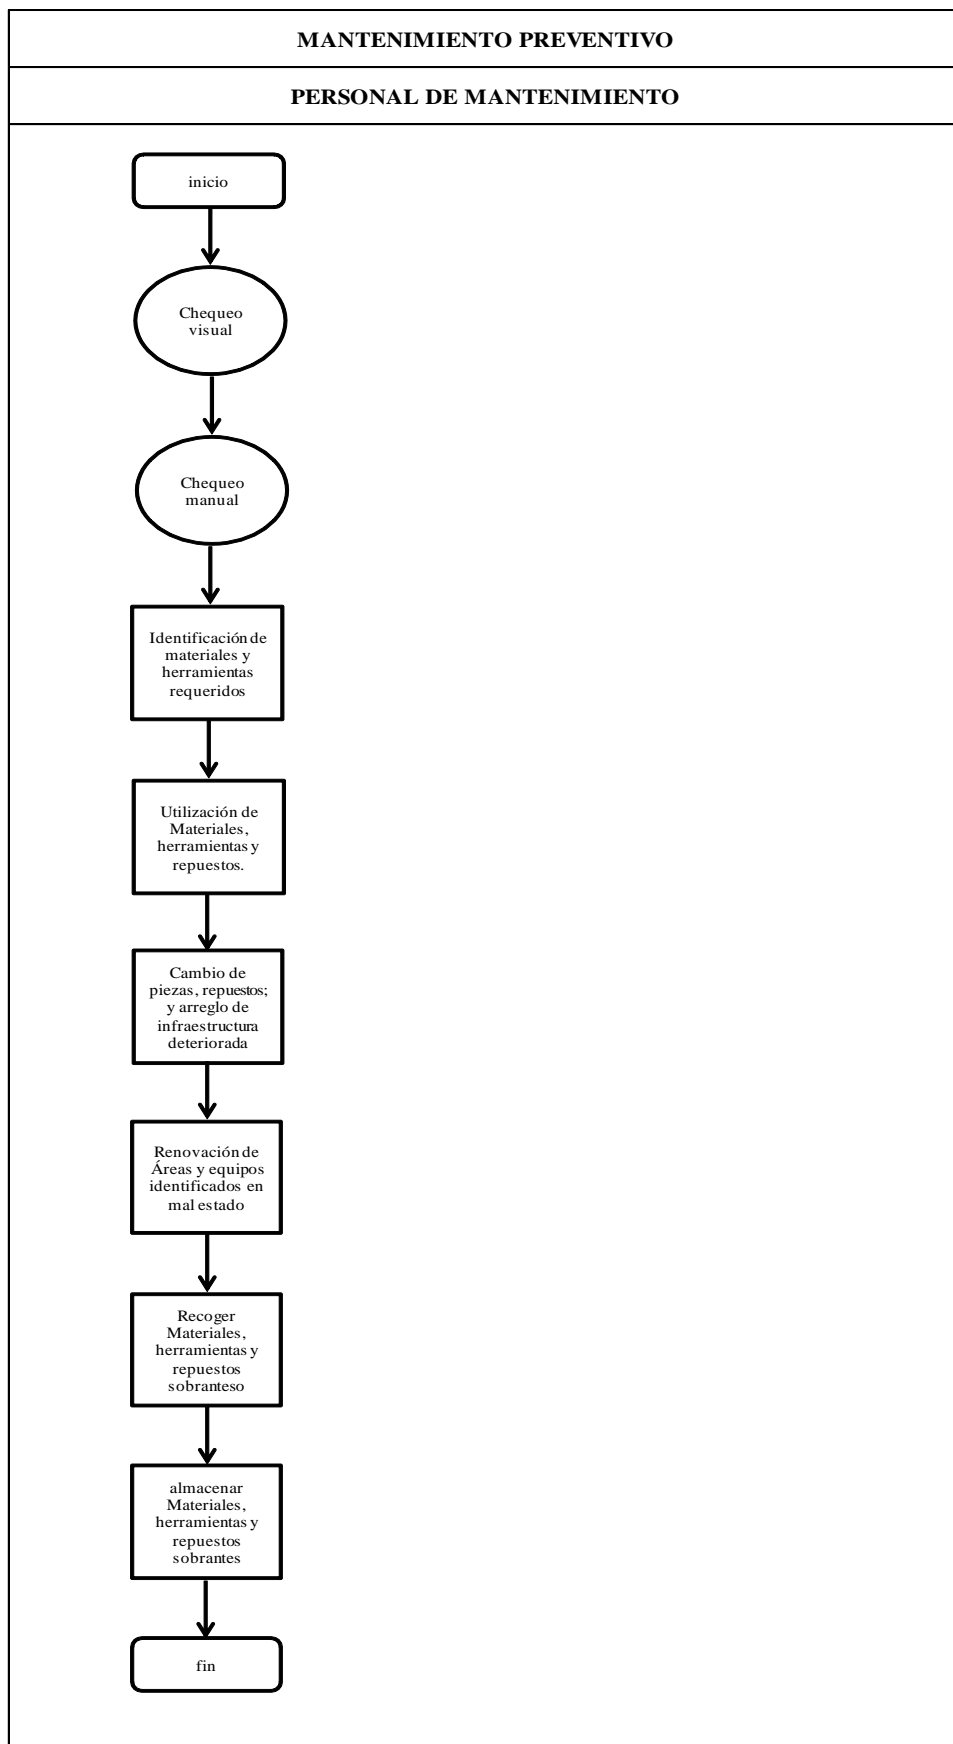 MANTENIMIENTO PREVENTIVO
PERSONAL DE MANTENIMIENTO
inicio
Chequeo
visual
Chequeo
manual
Identificación de
materiales y
herramientas
requeridos
Utilización de
Materiales,
herramientas y
repuestos.
Cambio de
piezas, repuestos;
y arreglo de
infraestructura
deteriorada
Renovación de
Áreas y equipos
identificados en
mal estado
Recoger
Materiales,
herramientas y
repuestos
sobranteso
almacenar
Materiales,
herramientas y
repuestos
sobrantes
fin